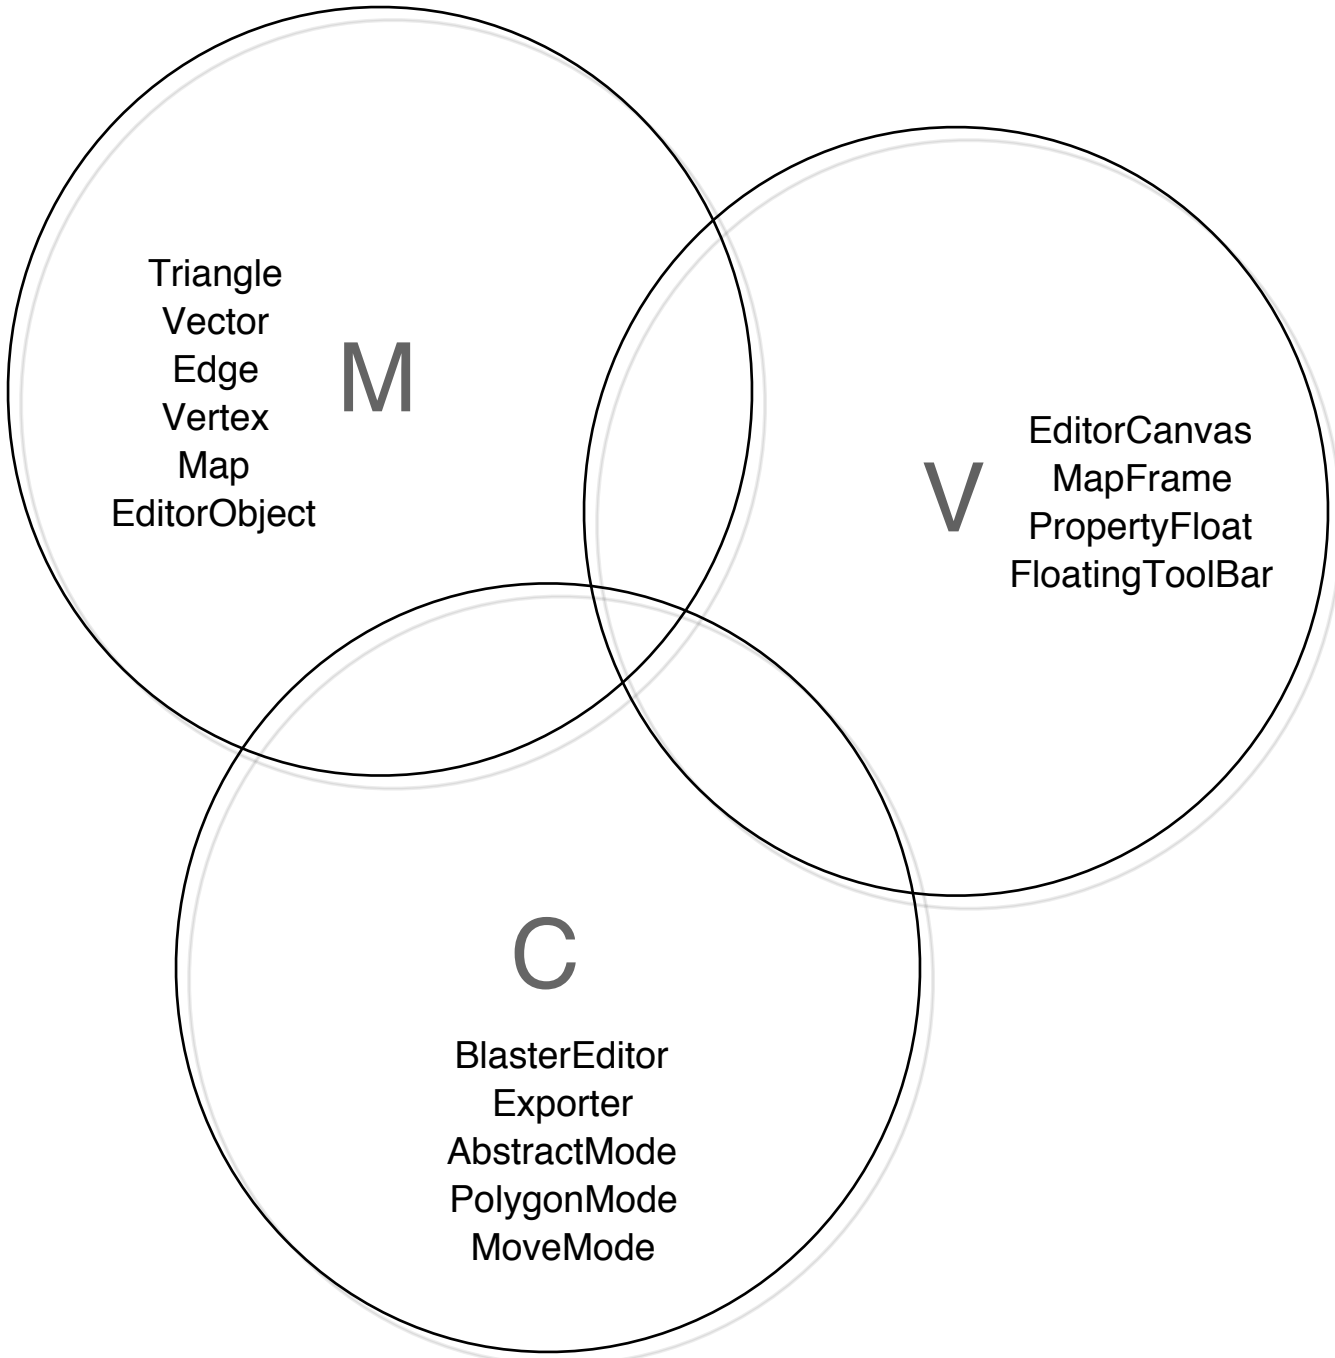 Triangle
Vector
Edge
Vertex
Map
EditorObject
M
V
EditorCanvas
MapFrame
PropertyFloat
FloatingToolBar
C
BlasterEditor
Exporter
AbstractMode
PolygonMode
MoveMode